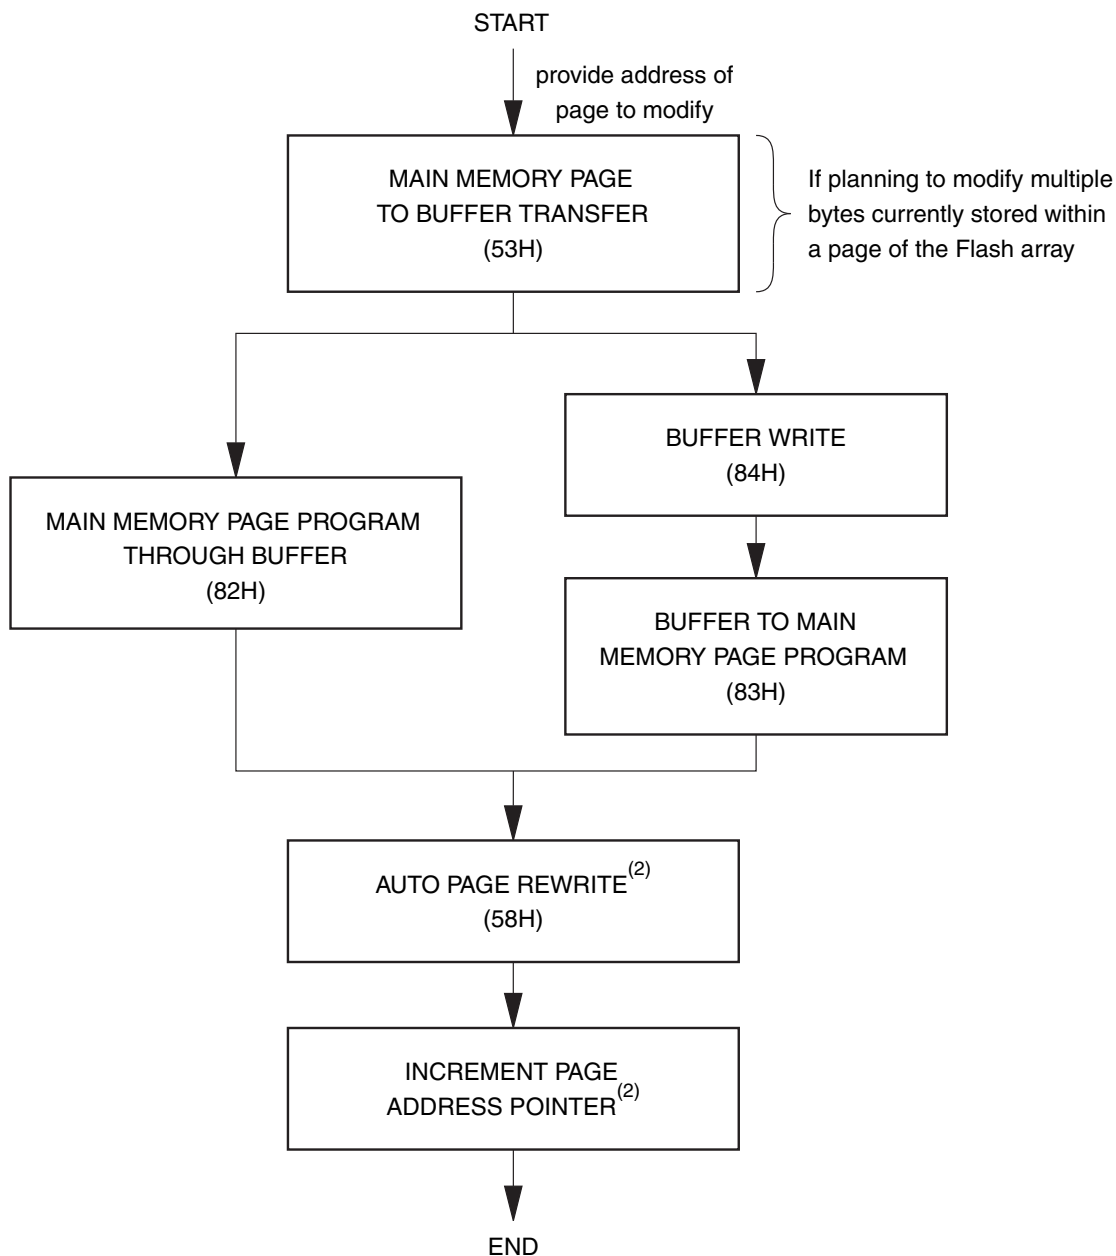 START
provide address of
page to modify
MAIN MEMORY PAGE
TO BUFFER TRANSFER
(53H)
If planning to modify multiple
bytes currently stored within
a page of the Flash array
BUFFER WRITE
(84H)
MAIN MEMORY PAGE PROGRAM
THROUGH BUFFER
(82H)
BUFFER TO MAIN
MEMORY PAGE PROGRAM
(83H)
AUTO PAGE REWRITE(2)
(58H)
INCREMENT PAGE
ADDRESS POINTER(2)
END